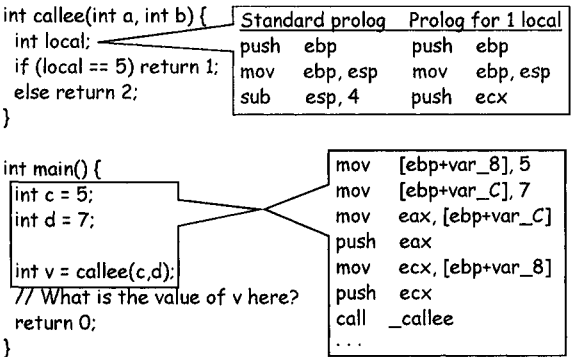 int callee(int a, int b) {
int local;
if (local == 5) return 1;
else return 2;
}
Standard prolog Prolog for 1 local
push ebp push ebp
mov ebp, esp mov ebp, esp
sub esp, 4 push ecx
int main() {
int c = 5;
int d = 7;
int v = callee(c,d);
// What is the value of v here?
return 0;
}
mov [ebp+var_8], 5
mov [ebp+var_C], 7
mov eax, [ebp+var_C]
push eax
mov ecx, [ebp+var_8]
push ecx
call _callee
. . .